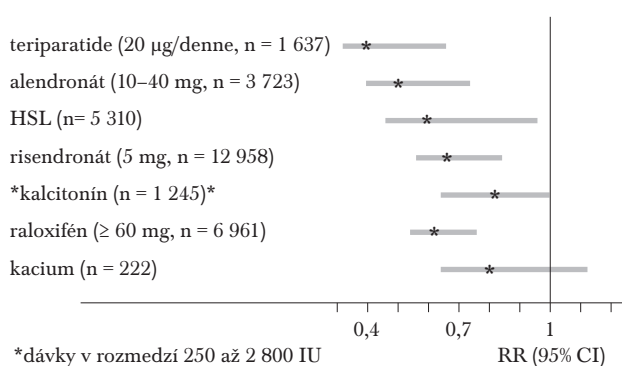 teriparatide (20 µg/denne, n = 1 637)
alendronát (10–40 mg, n = 3 723)
HSL (n= 5 310)
risendronát (5 mg, n = 12 958)
*kalcitonín (n = 1 245)*
raloxifén (≥ 60 mg, n = 6 961)
kacium (n = 222)
0,4 0,7 1
*dávky v rozmedzí 250 až 2 800 IU RR (95% CI)